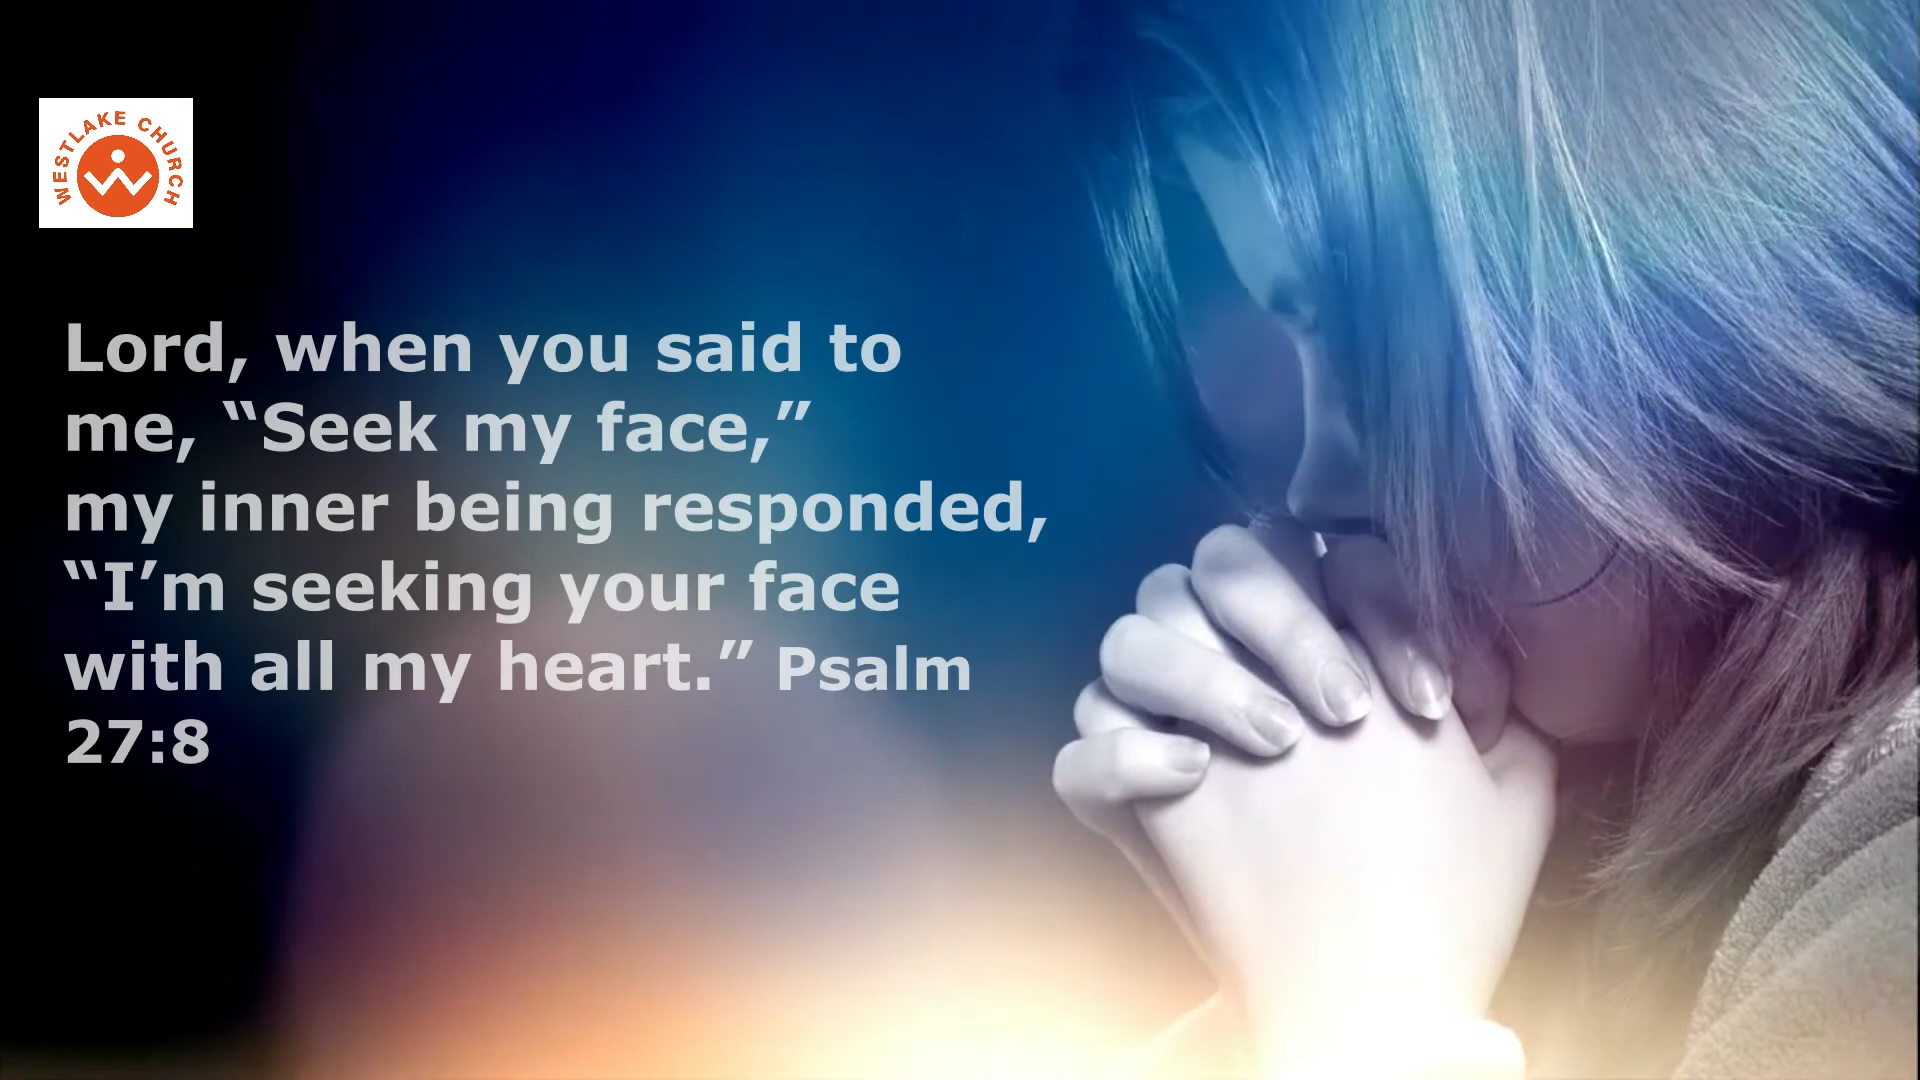 WESTLAKE CHURCH
Lord, when you said to
me, “Seek my face,”
my inner being responded,
“I’m seeking your face
with all my heart.” Psalm
27:8